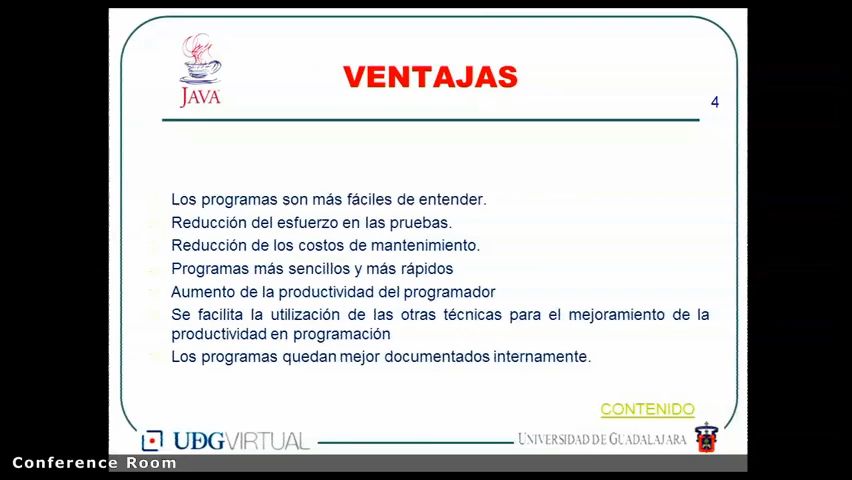 VENTAJAS
JAVA
4
Los programas son más fáciles de entender.
Reducción del esfuerzo en las pruebas.
Reducción de los costos de mantenimiento.
Programas más sencillos y más rápidos
Aumento de la productividad del programador
Se facilita la utilización de las otras técnicas para el mejoramiento de la
productividad en programación
Los programas quedan mejor documentados internamente.
CONTENIDO
UDGVIRTUAL
UNIVERSIDAD DE GUADALAJARA
Conference Room